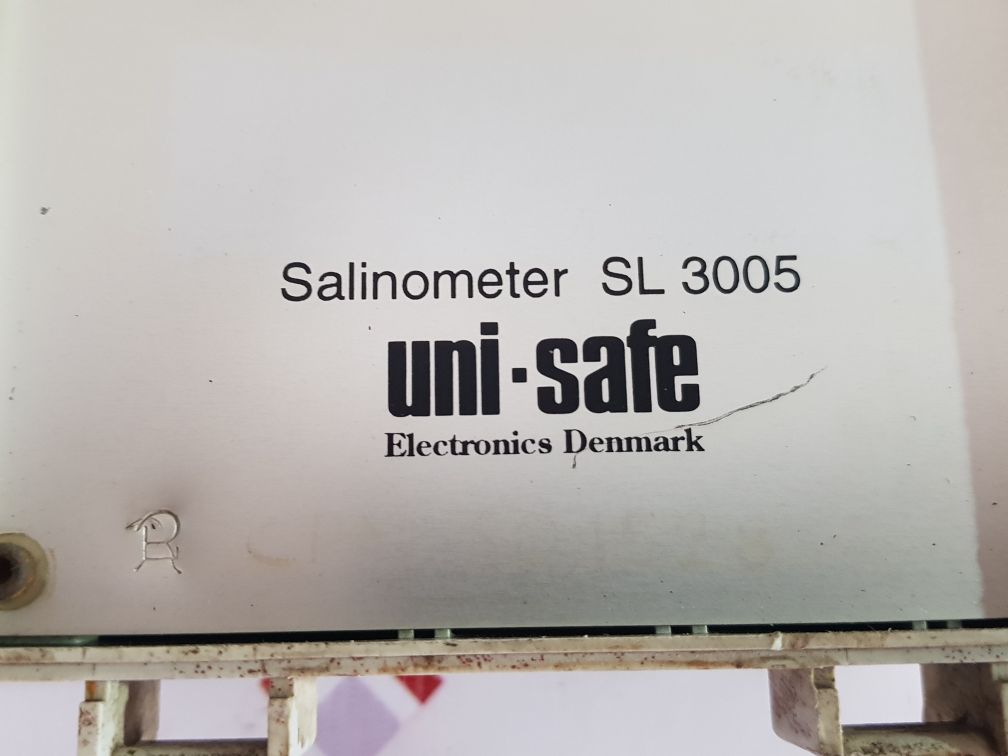 Salinometer SL 3005
uni·safe
Electronics Denmark